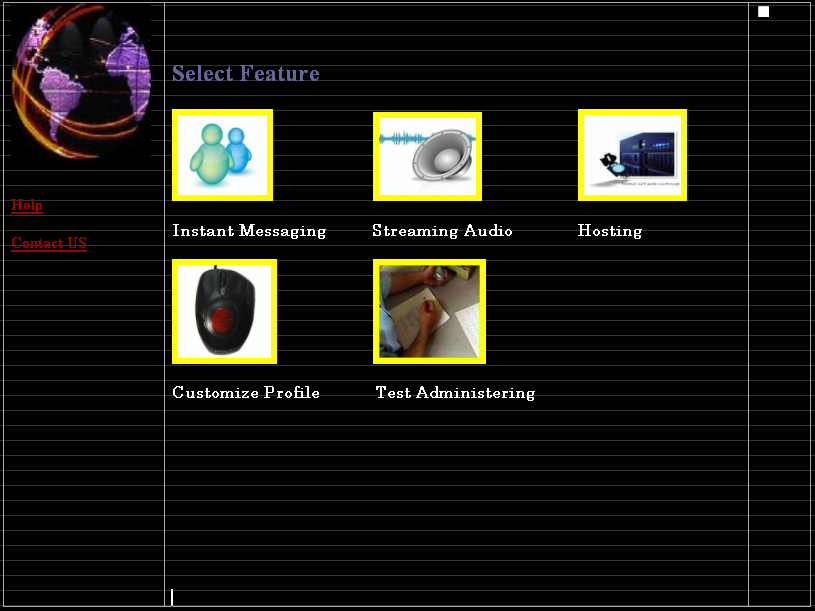 Select Feature
Help
Contact US
Instant Messaging
Streaming Audio
Hosting
Customize Profile
Test Administering